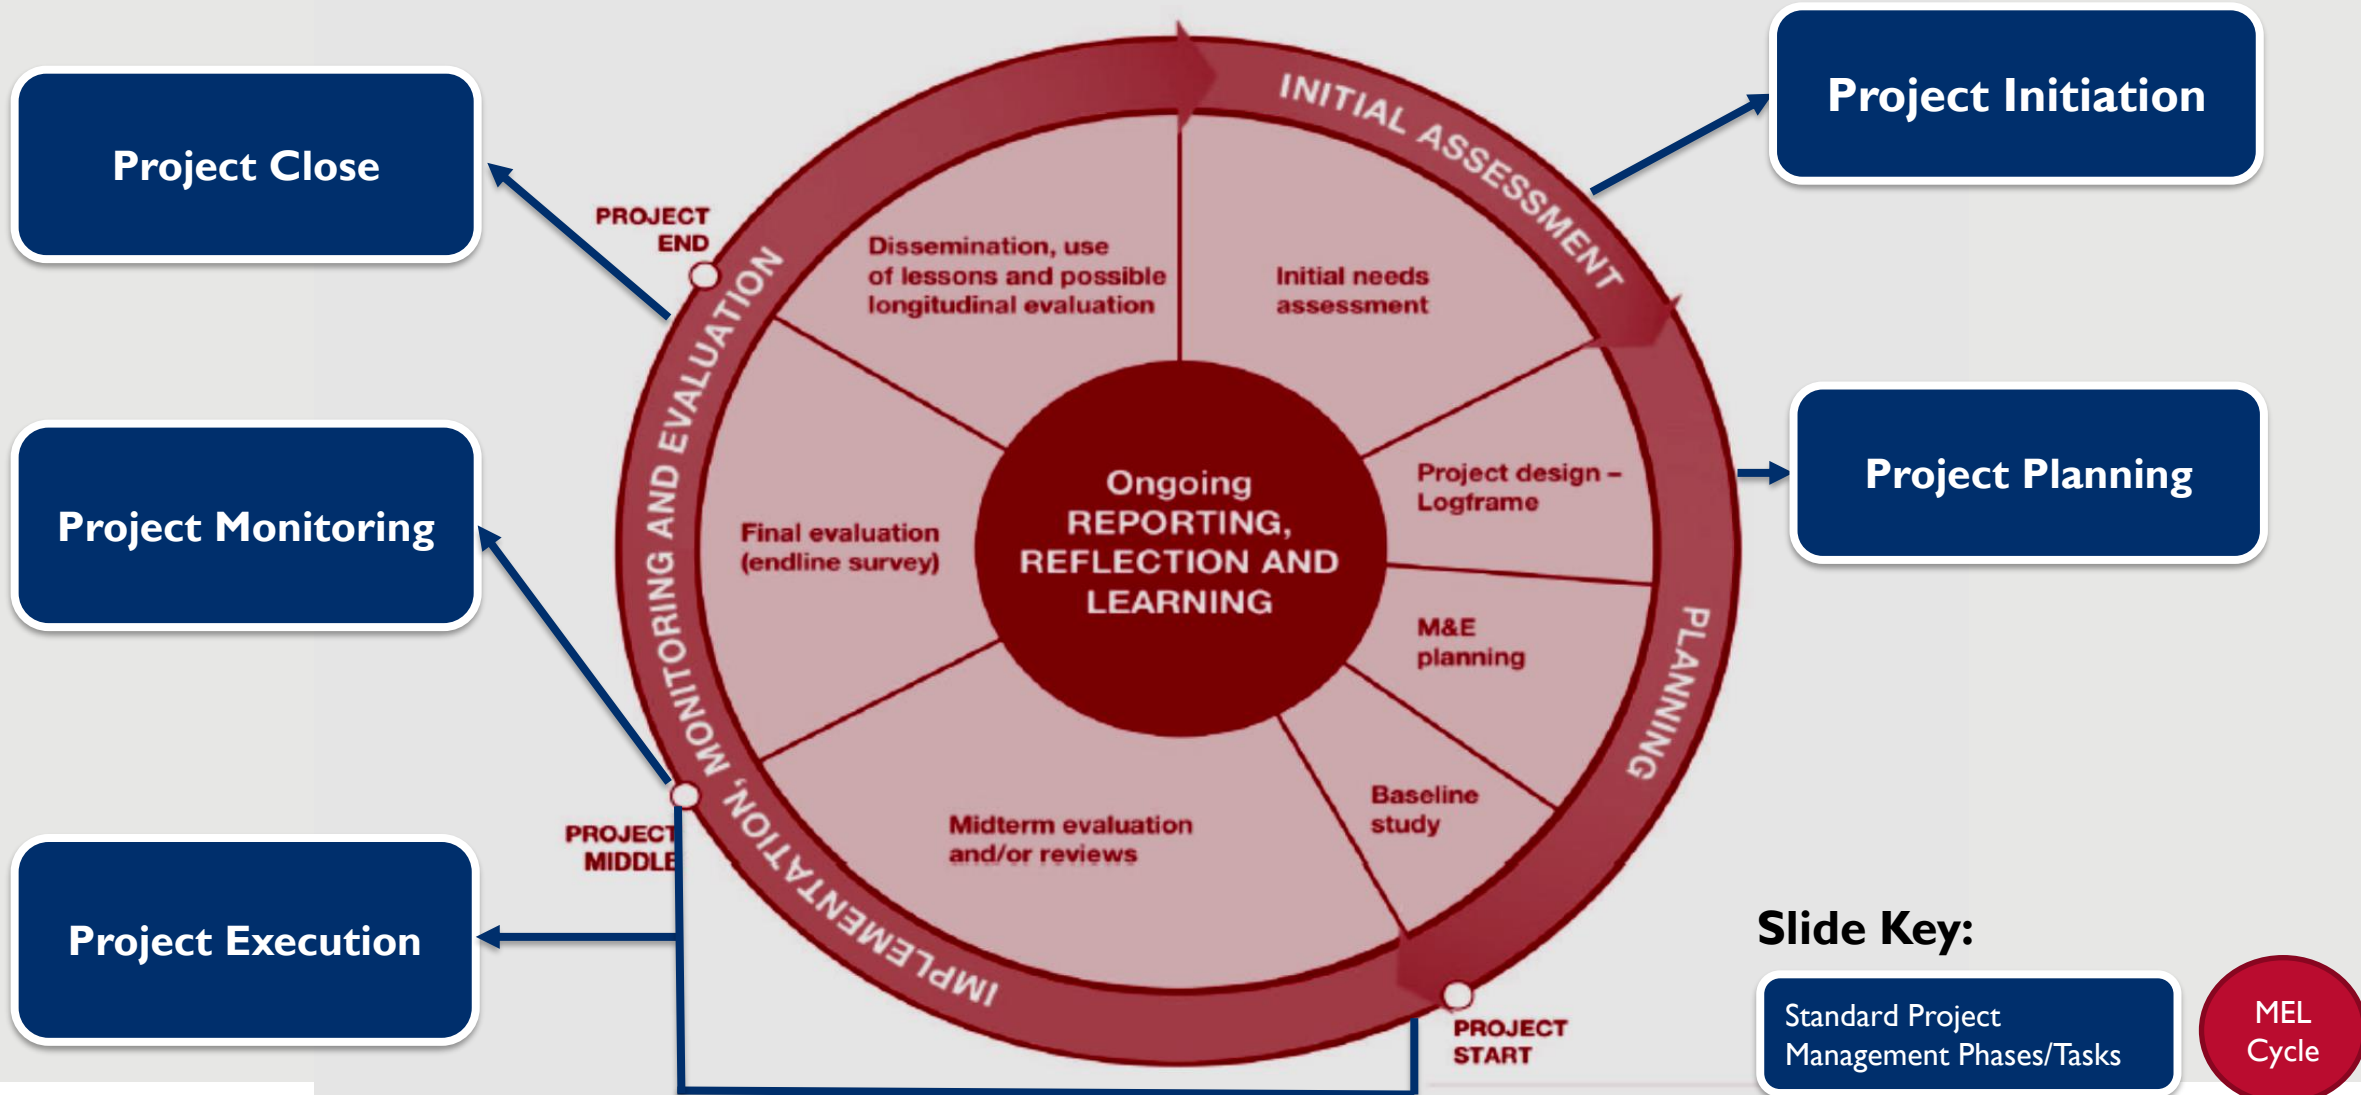 Project Close
Project Monitoring
Project Execution
Project Initiation
Project Planning
INITIAL ASSESSMENT
PLANNING
IMPLEMENTATION, MONITORING AND EVALUATION
PROJECT
END
PROJECT
MIDDLE
PROJECT
START
Dissemination, use
of lessons and possible
longitudinal evaluation
Initial needs
assessment
Project design –
Logframe
M&E
planning
Baseline
study
Midterm evaluation
and/or reviews
Final evaluation
(endline survey)
Ongoing
REPORTING,
REFLECTION AND
LEARNING
Slide Key:
Standard Project
Management Phases/Tasks
MEL
Cycle